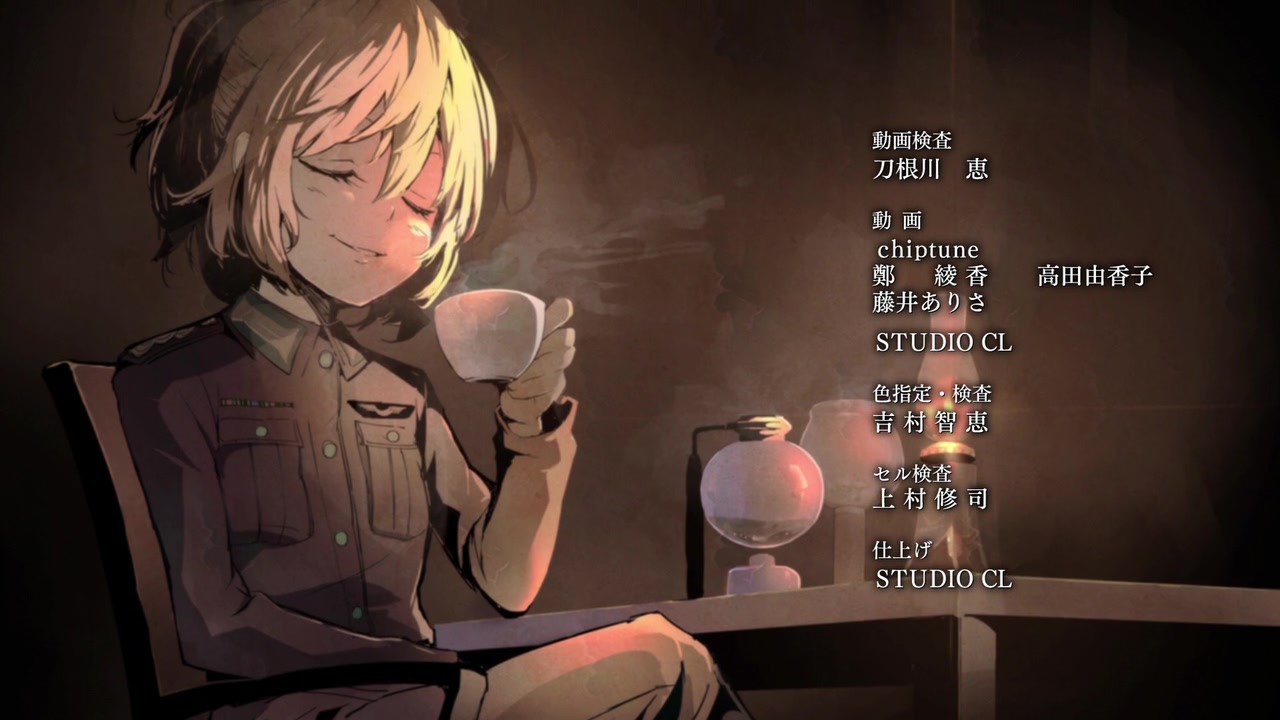 動画検査
刀根川 恵
動 画
chiptune
鄭 綾香 高田由香子
藤井ありさ
STUDIO CL
色指定・検査
吉村智恵
セル検査
上村修司
仕上げ
STUDIO CL